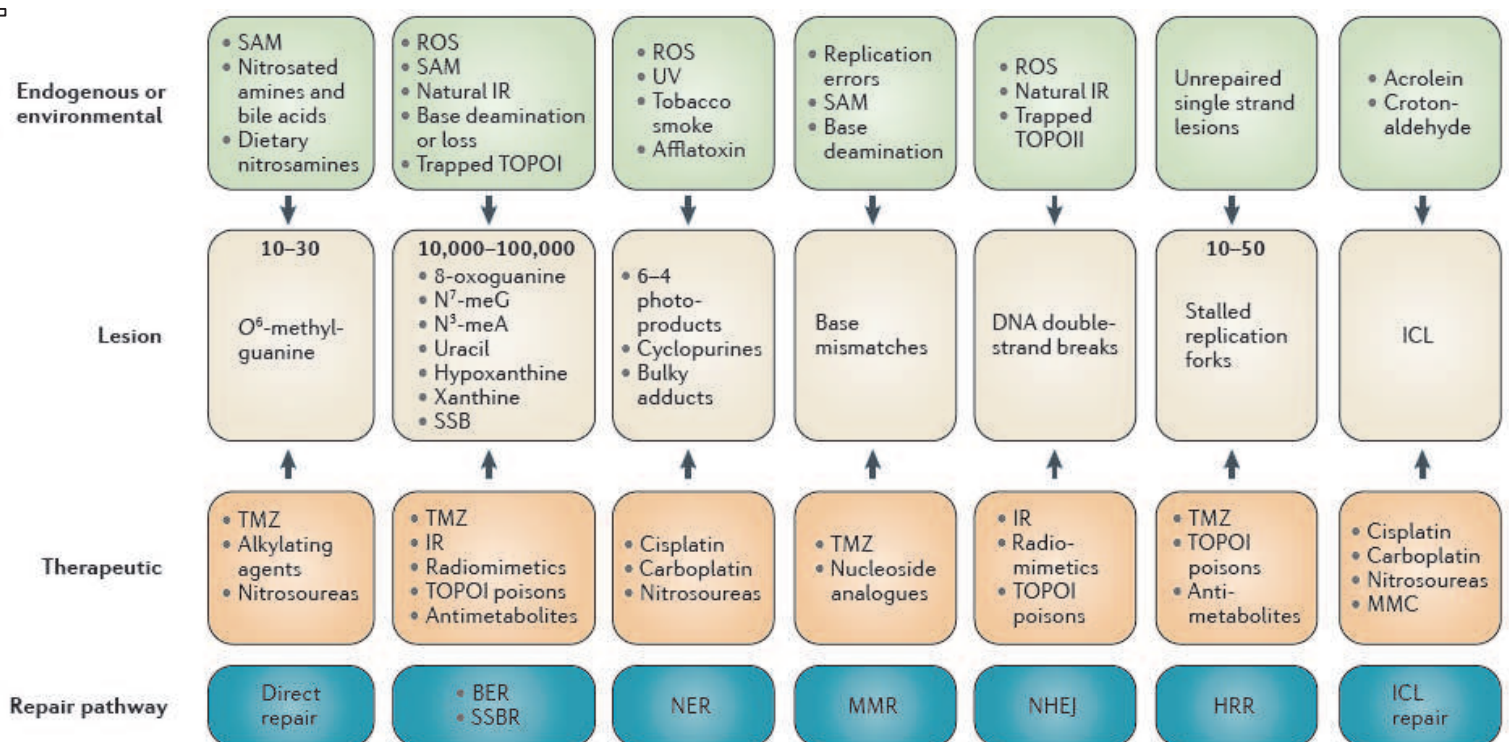 Endogenous or
environmental
• SAM
• Nitrosated
amines and
bile acids
• Dietary
nitrosamines
• ROS
• SAM
• Natural IR
• Base deamination
or loss
• Trapped TOPOI
• ROS
• UV
• Tobacco
smoke
• Afflatoxin
• Replication
errors
• SAM
• Base
deamination
• ROS
• Natural IR
• Trapped
TOPOII
Unrepaired
single strand
lesions
• Acrolein
• Croton-
aldehyde
Lesion
10–30
O⁶-methyl-
guanine
10,000–100,000
• 8-oxoguanine
• N⁷-meG
• N³-meA
• Uracil
• Hypoxanthine
• Xanthine
• SSB
• 6–4
photo-
products
• Cyclopurines
• Bulky
adducts
Base
mismatches
DNA double-
strand breaks
10–50
Stalled
replication
forks
ICL
Therapeutic
• TMZ
• Alkylating
agents
• Nitrosoureas
• TMZ
• IR
• Radiomimetics
• TOPOI poisons
• Antimetabolites
• Cisplatin
• Carboplatin
• Nitrosoureas
• TMZ
• Nucleoside
analogues
• IR
• Radio-
mimetics
• TOPOI
poisons
• TMZ
• TOPOI
poisons
• Anti-
metabolites
• Cisplatin
• Carboplatin
• Nitrosoureas
• MMC
Repair pathway
Direct
repair
• BER
• SSBR
NER
MMR
NHEJ
HRR
ICL
repair